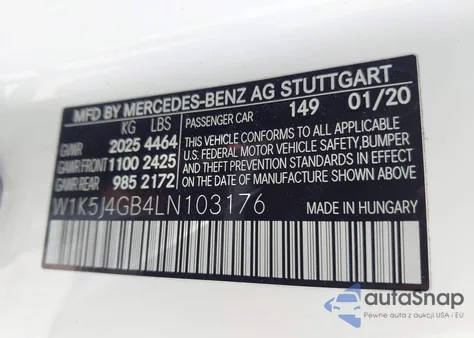 MFD BY MERCEDES-BENZ AG STUTTGART
KG LBS PASSENGER CAR 149 01/20
GVWR 2025 4464
GAWR FRONT 1100 2425
GAWR REAR 985 2172
THIS VEHICLE CONFORMS TO ALL APPLICABLE
U.S. FEDERAL MOTOR VEHICLE SAFETY, BUMPER
AND THEFT PREVENTION STANDARDS IN EFFECT
ON THE DATE OF MANUFACTURE SHOWN ABOVE.
W1K5J4GB4LN103176 MADE IN HUNGARY
autoSnap
Pewne auta z aukcji USA i EU